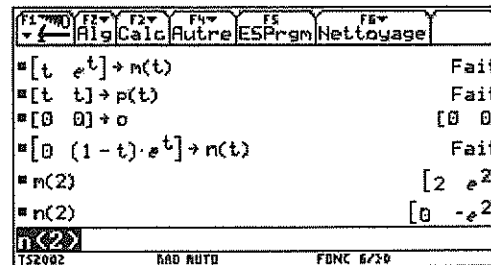 F1 F2 Alg F2 Calc F4 Autre F5 ESPrgm F6 Nettoyage
[t e^t]→m(t) Fait
[t t]→p(t) Fait
[0 0]→o [0 0
[0 (1-t)·e^t]→n(t) Fait
m(2) [2 e^2
n(2) [0 -e^2
n(2)
TS2002 RAD AUTO FONC 6/30